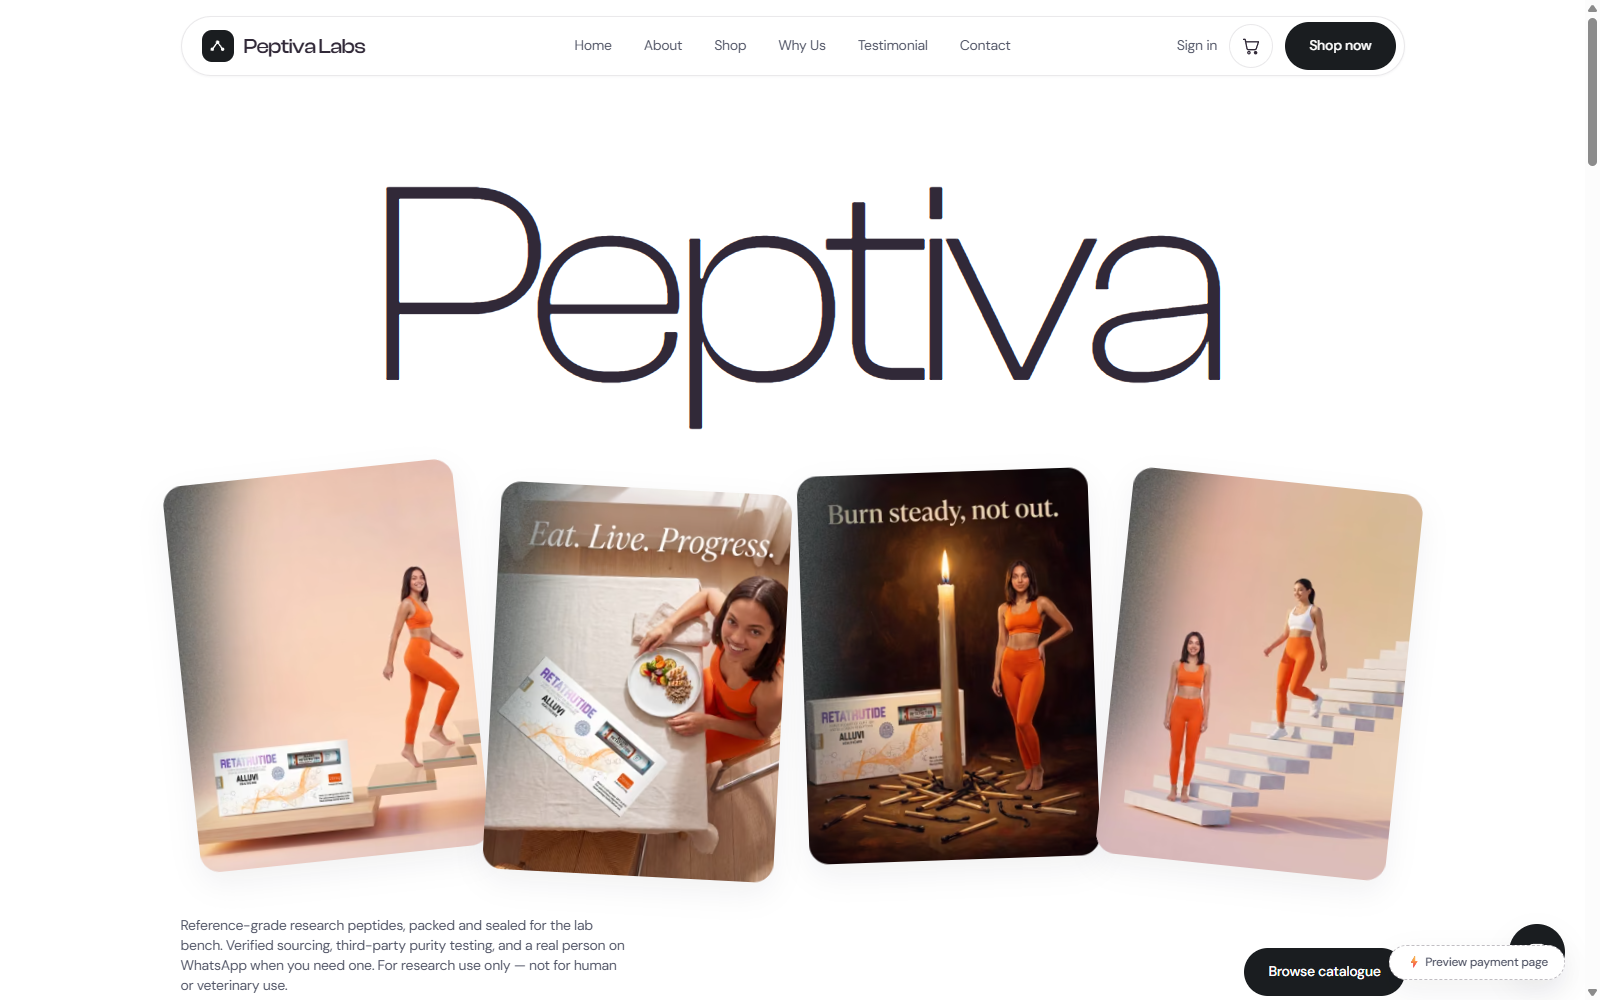 Peptiva Labs
Home
About
Shop
Why Us
Testimonial
Contact
Sign in
Shop now
Peptiva
Eat. Live. Progress.
Burn steady, not out.
RETATRUTIDE
ALLUVI
RETATRUTIDE
ALLUVI
RETATRUTIDE
ALLUVI
Reference-grade research peptides, packed and sealed for the lab
bench. Verified sourcing, third-party purity testing, and a real person on
WhatsApp when you need one. For research use only — not for human
or veterinary use.
Browse catalogue
Preview payment page